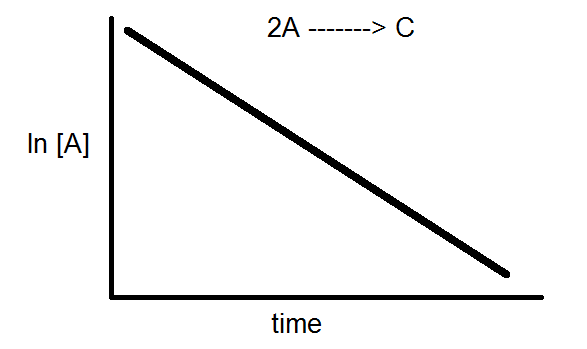 2A -------> C
ln [A]
time